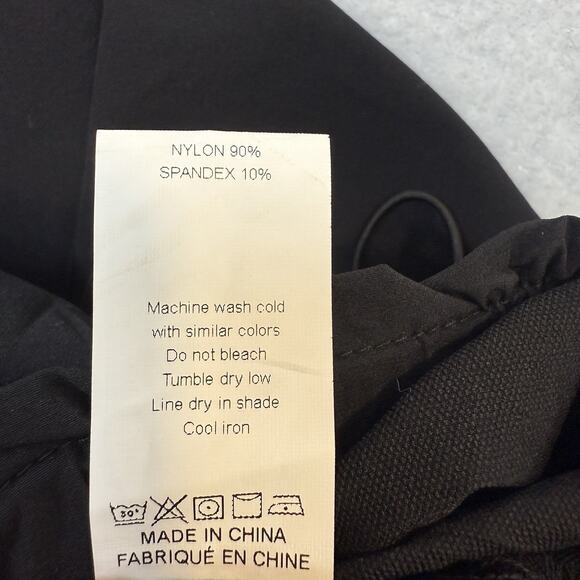 NYLON 90%
SPANDEX 10%
Machine wash cold
with similar colors
Do not bleach
Tumble dry low
Line dry in shade
Cool iron
30°
MADE IN CHINA
FABRIQUÉ EN CHINE